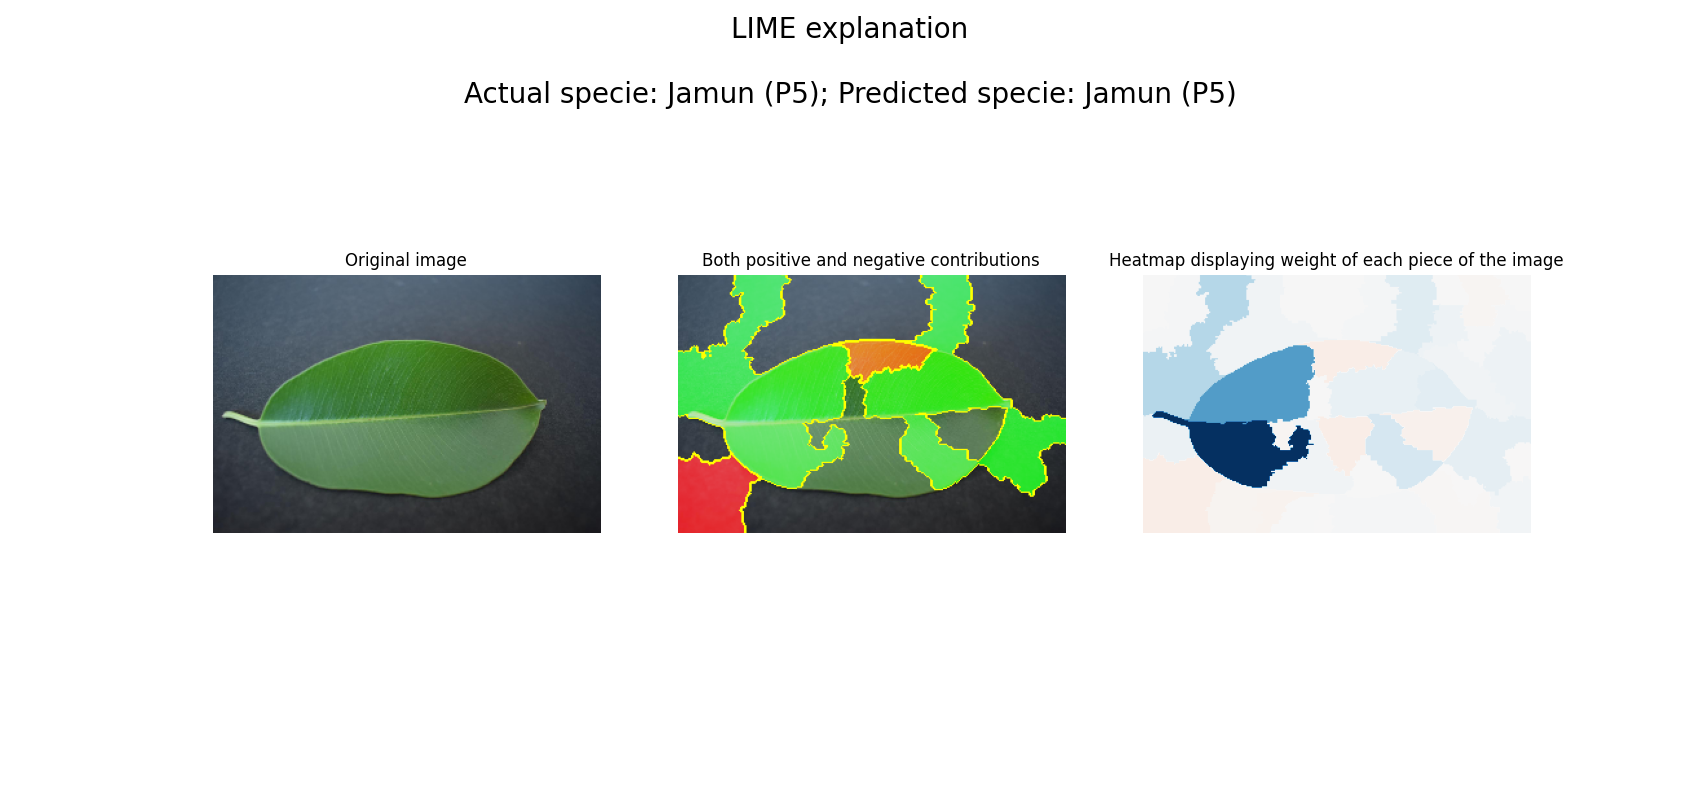 LIME explanation
Actual specie: Jamun (P5); Predicted specie: Jamun (P5)
Original image
Both positive and negative contributions
Heatmap displaying weight of each piece of the image